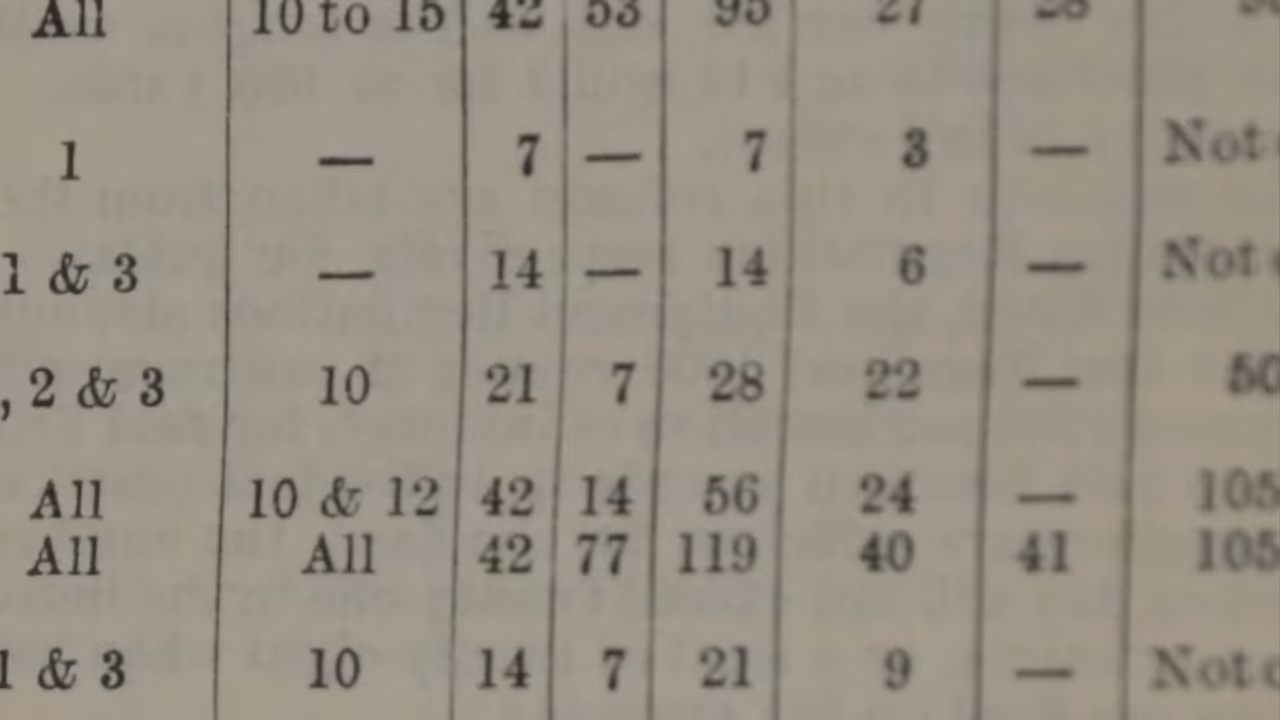 All 10 to 15 42 53 95 27 28
1 — 7 — 7 3 — Not
1 & 3 — 14 — 14 6 — Not
, 2 & 3 10 21 7 28 22 — 50
All 10 & 12 42 14 56 24 — 105
All All 42 77 119 40 41 105
1 & 3 10 14 7 21 9 — Not